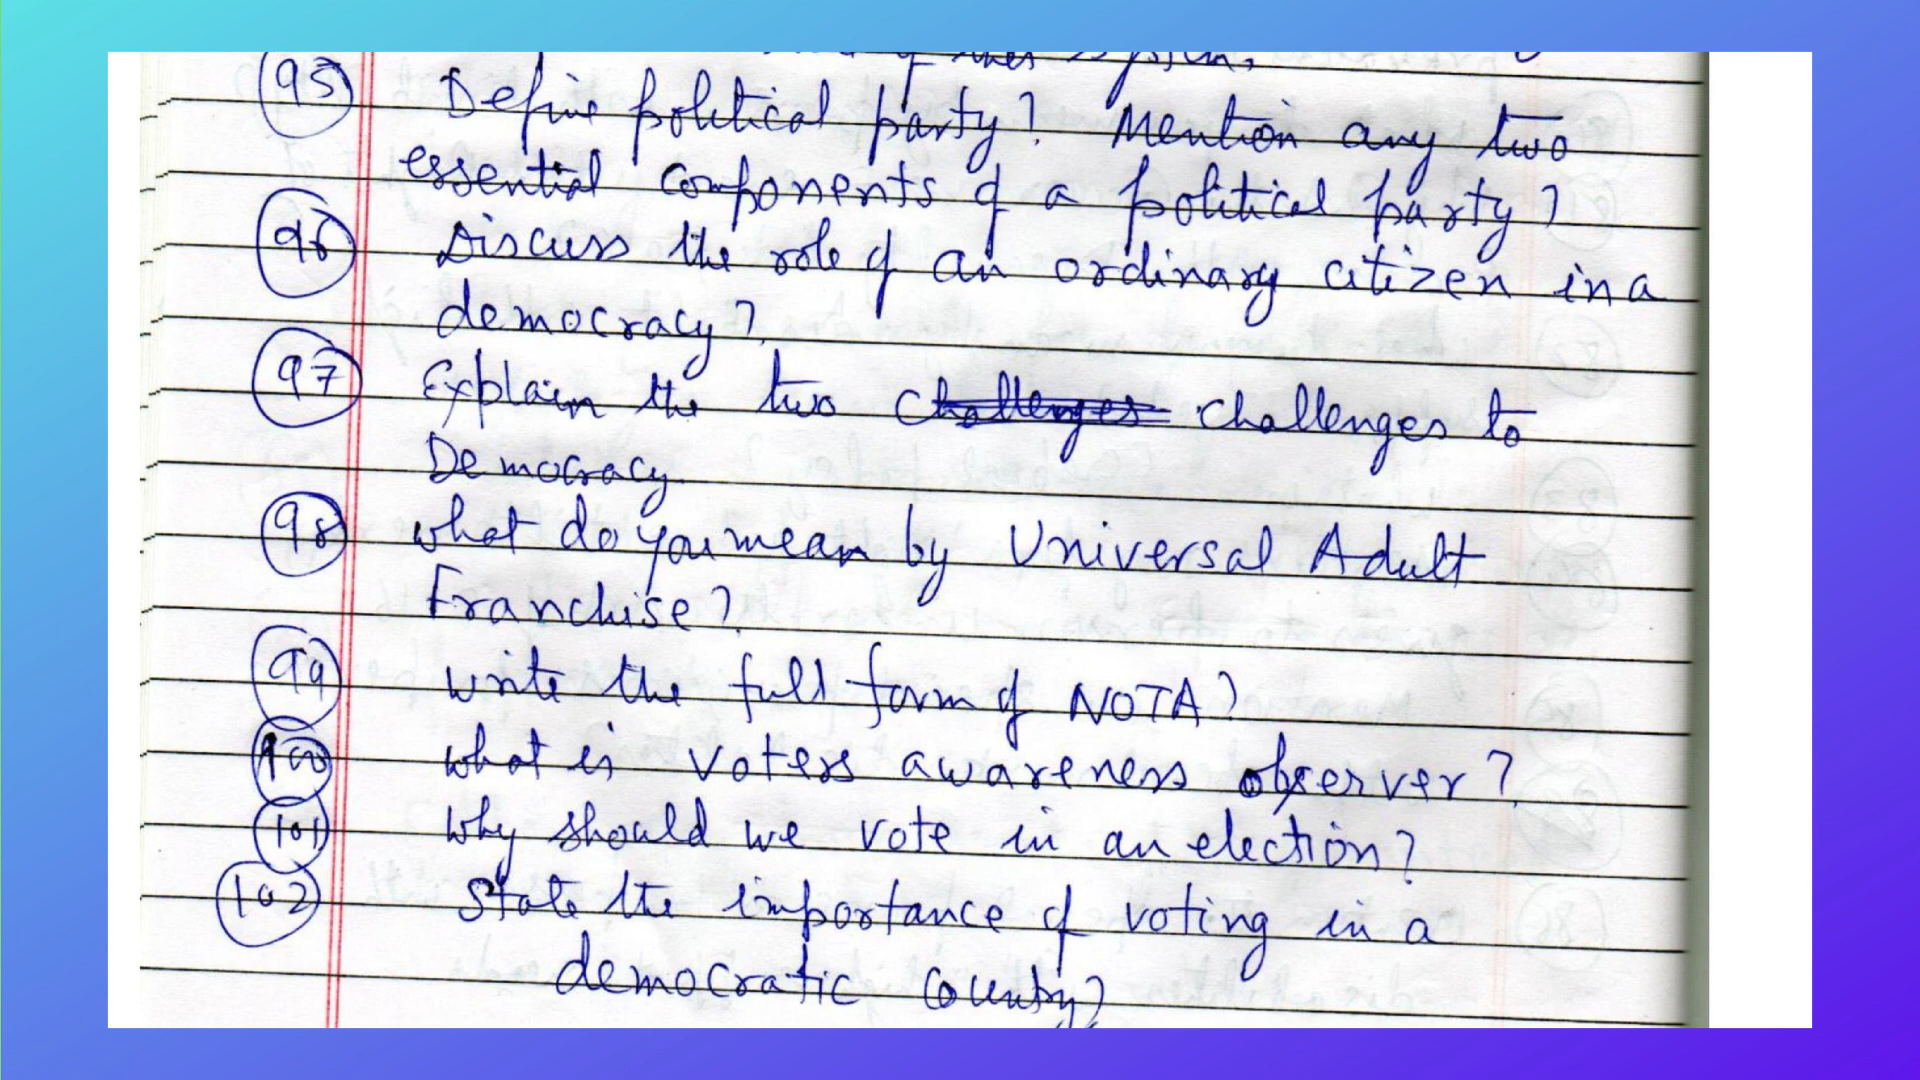 system.
95 Define political party? Mention any two
essential components of a political party?
96 Discuss the role of an ordinary citizen in a
democracy?
97 Explain the two challenges challenges to
Democracy.
98 what do you mean by Universal Adult
Franchise?
99 write the full form of NOTA?
100 what is voters awareness observer?
101 Why should we vote in an election?
102 State the importance of voting in a
democratic country?